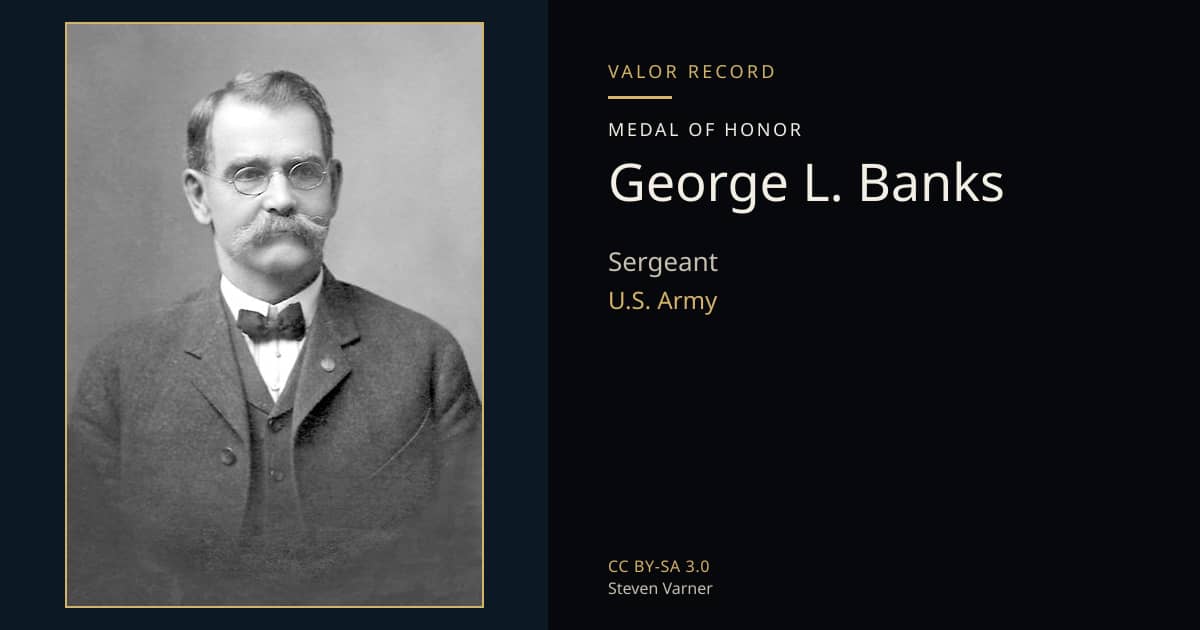 VALOR RECORD
MEDAL OF HONOR
George L. Banks
Sergeant
U.S. Army
CC BY-SA 3.0
Steven Varner